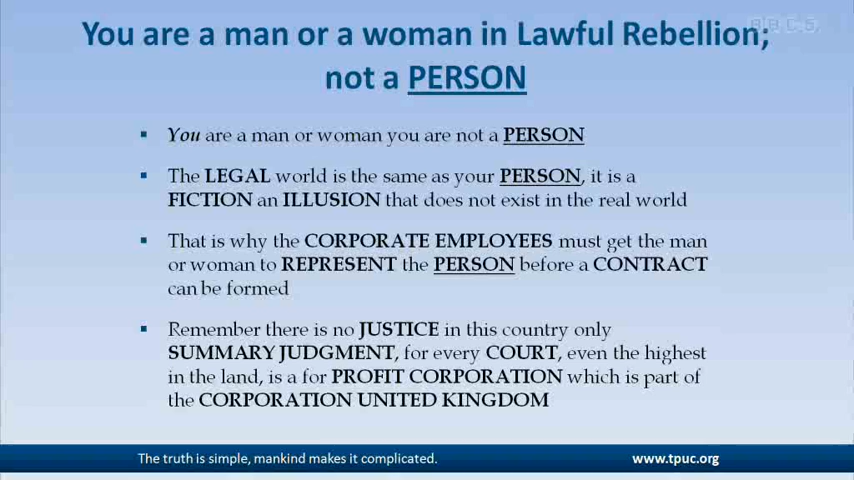 You are a man or a woman in Lawful Rebellion;
not a PERSON
You are a man or woman you are not a PERSON
The LEGAL world is the same as your PERSON, it is a
FICTION an ILLUSION that does not exist in the real world
That is why the CORPORATE EMPLOYEES must get the man
or woman to REPRESENT the PERSON before a CONTRACT
can be formed
Remember there is no JUSTICE in this country only
SUMMARY JUDGMENT, for every COURT, even the highest
in the land, is a for PROFIT CORPORATION which is part of
the CORPORATION UNITED KINGDOM
The truth is simple, mankind makes it complicated.
www.tpuc.org